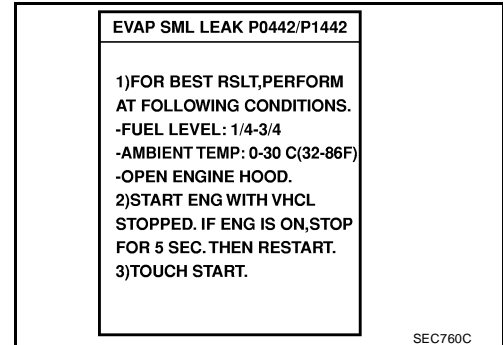 EVAP SML LEAK P0442/P1442
1)FOR BEST RSLT,PERFORM
AT FOLLOWING CONDITIONS.
-FUEL LEVEL: 1/4-3/4
-AMBIENT TEMP: 0-30 C(32-86F)
-OPEN ENGINE HOOD.
2)START ENG WITH VHCL
STOPPED. IF ENG IS ON,STOP
FOR 5 SEC. THEN RESTART.
3)TOUCH START.
SEC760C